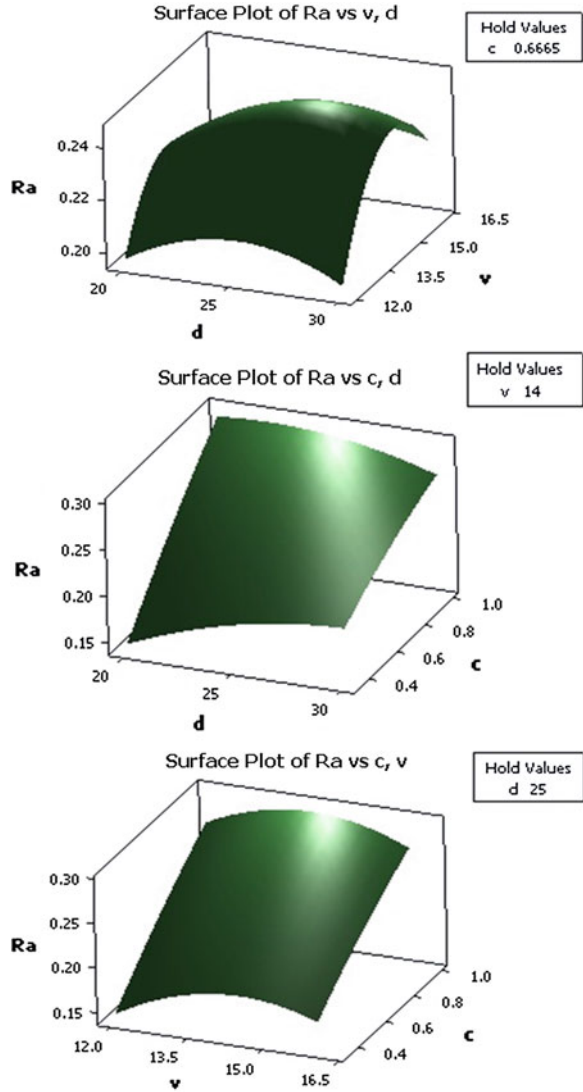 Surface Plot of Ra vs v, d
Hold Values
c 0.6665
0.24
0.22
0.20
Ra
20
25
30
d
12.0
13.5
15.0
16.5
v
Surface Plot of Ra vs c, d
Hold Values
v 14
0.30
0.25
0.20
0.15
Ra
20
25
30
d
0.4
0.6
0.8
1.0
c
Surface Plot of Ra vs c, v
Hold Values
d 25
0.30
0.25
0.20
0.15
Ra
12.0
13.5
15.0
16.5
v
0.4
0.6
0.8
1.0
c